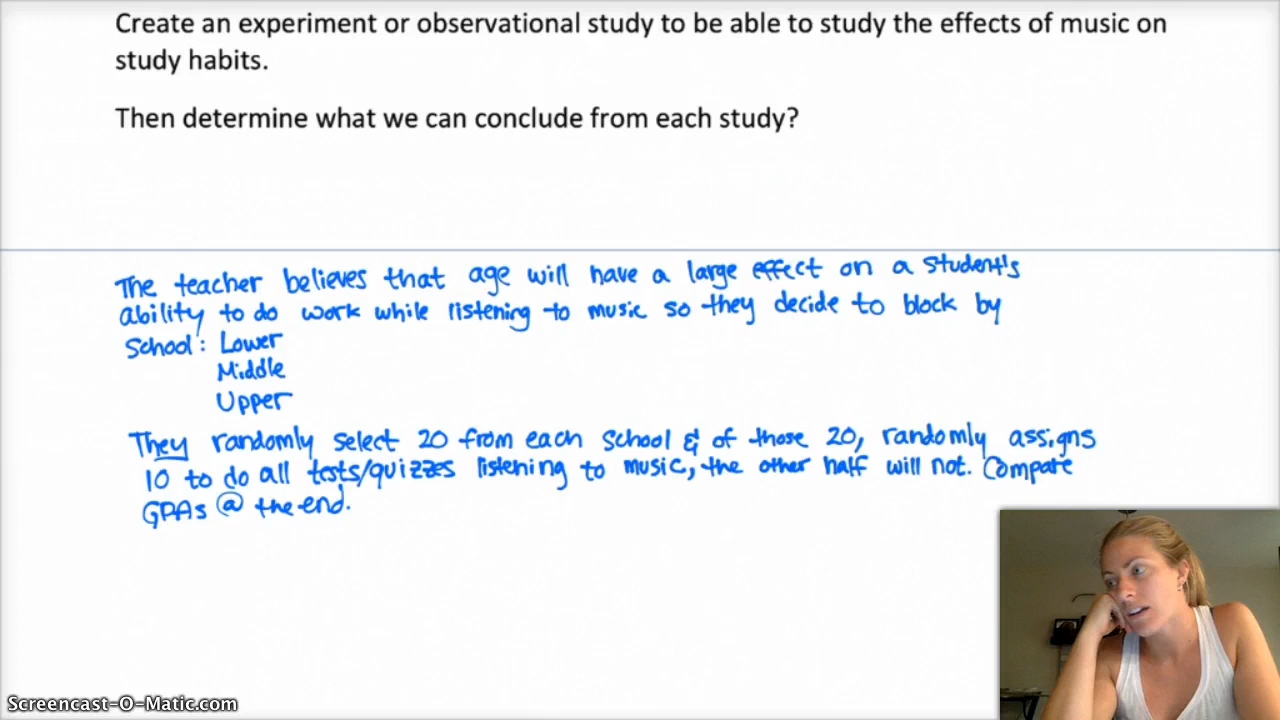 Create an experiment or observational study to be able to study the effects of music on
study habits.
Then determine what we can conclude from each study?
The teacher believes that age will have a large effect on a student's
ability to do work while listening to music so they decide to block by
School: Lower
Middle
Upper
They randomly select 20 from each school & of those 20, randomly assigns
10 to do all tests/quizzes listening to music, the other half will not. Compare
GPAs @ the end.
Screencast-O-Matic.com